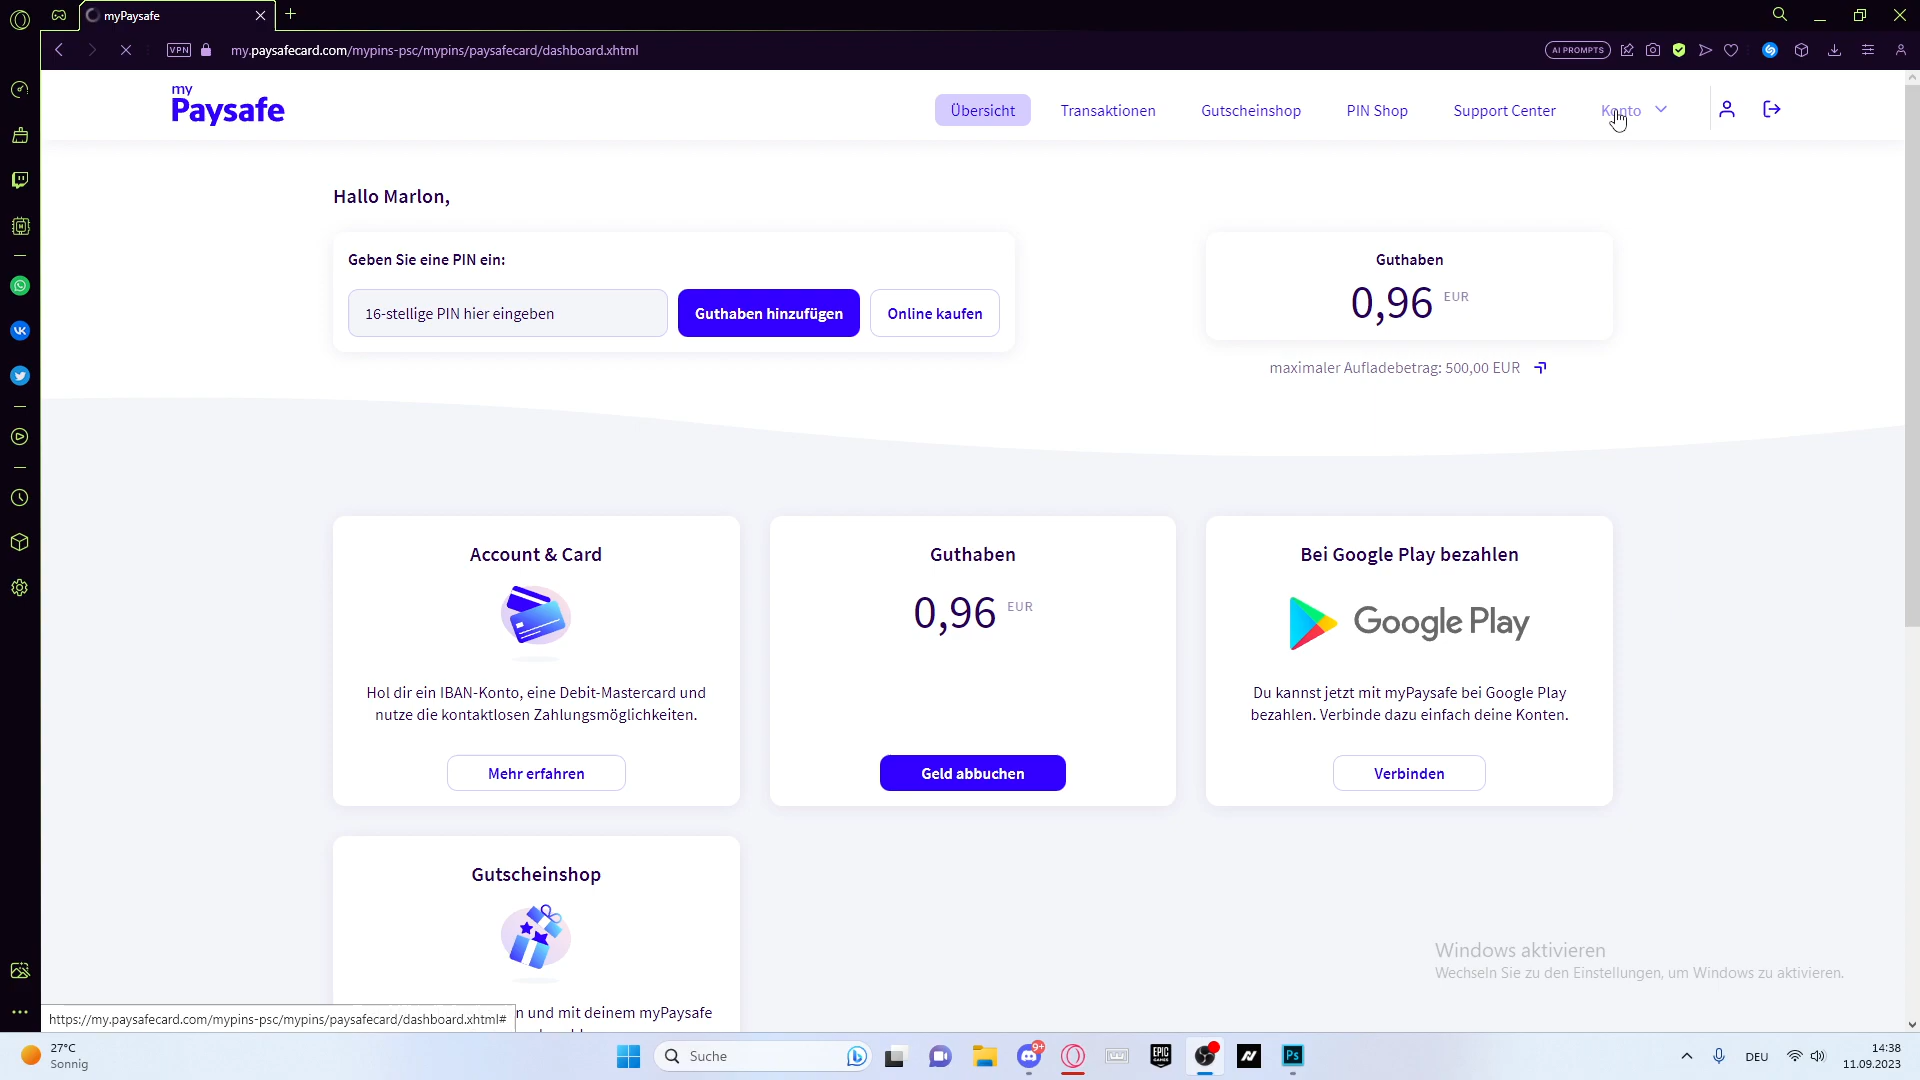 myPaysafe
VPN
my.paysafecard.com/mypins-psc/mypins/paysafecard/dashboard.xhtml
AI PROMPTS
my
Paysafe
Übersicht
Transaktionen
Gutscheinshop
PIN Shop
Support Center
Konto
Hallo Marlon,
Geben Sie eine PIN ein:
16-stellige PIN hier eingeben
Guthaben hinzufügen
Online kaufen
Guthaben
0,96 EUR
maximaler Aufladebetrag: 500,00 EUR
Account & Card
Hol dir ein IBAN-Konto, eine Debit-Mastercard und
nutze die kontaktlosen Zahlungsmöglichkeiten.
Mehr erfahren
Guthaben
0,96 EUR
Geld abbuchen
Bei Google Play bezahlen
Google Play
Du kannst jetzt mit myPaysafe bei Google Play
bezahlen. Verbinde dazu einfach deine Konten.
Verbinden
Gutscheinshop
n und mit deinem myPaysafe
Windows aktivieren
Wechseln Sie zu den Einstellungen, um Windows zu aktivieren.
https://my.paysafecard.com/mypins-psc/mypins/paysafecard/dashboard.xhtml#
27°C
Sonnig
Suche
9+
EPIC
GAMES
Ps
DEU
14:38
11.09.2023